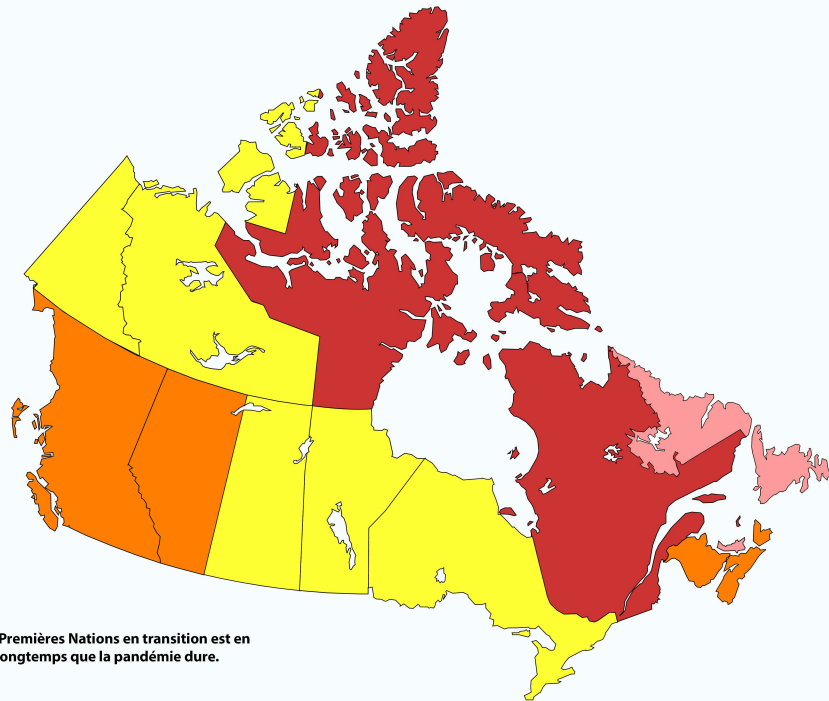 Premières Nations en transition est en
ongtemps que la pandémie dure.